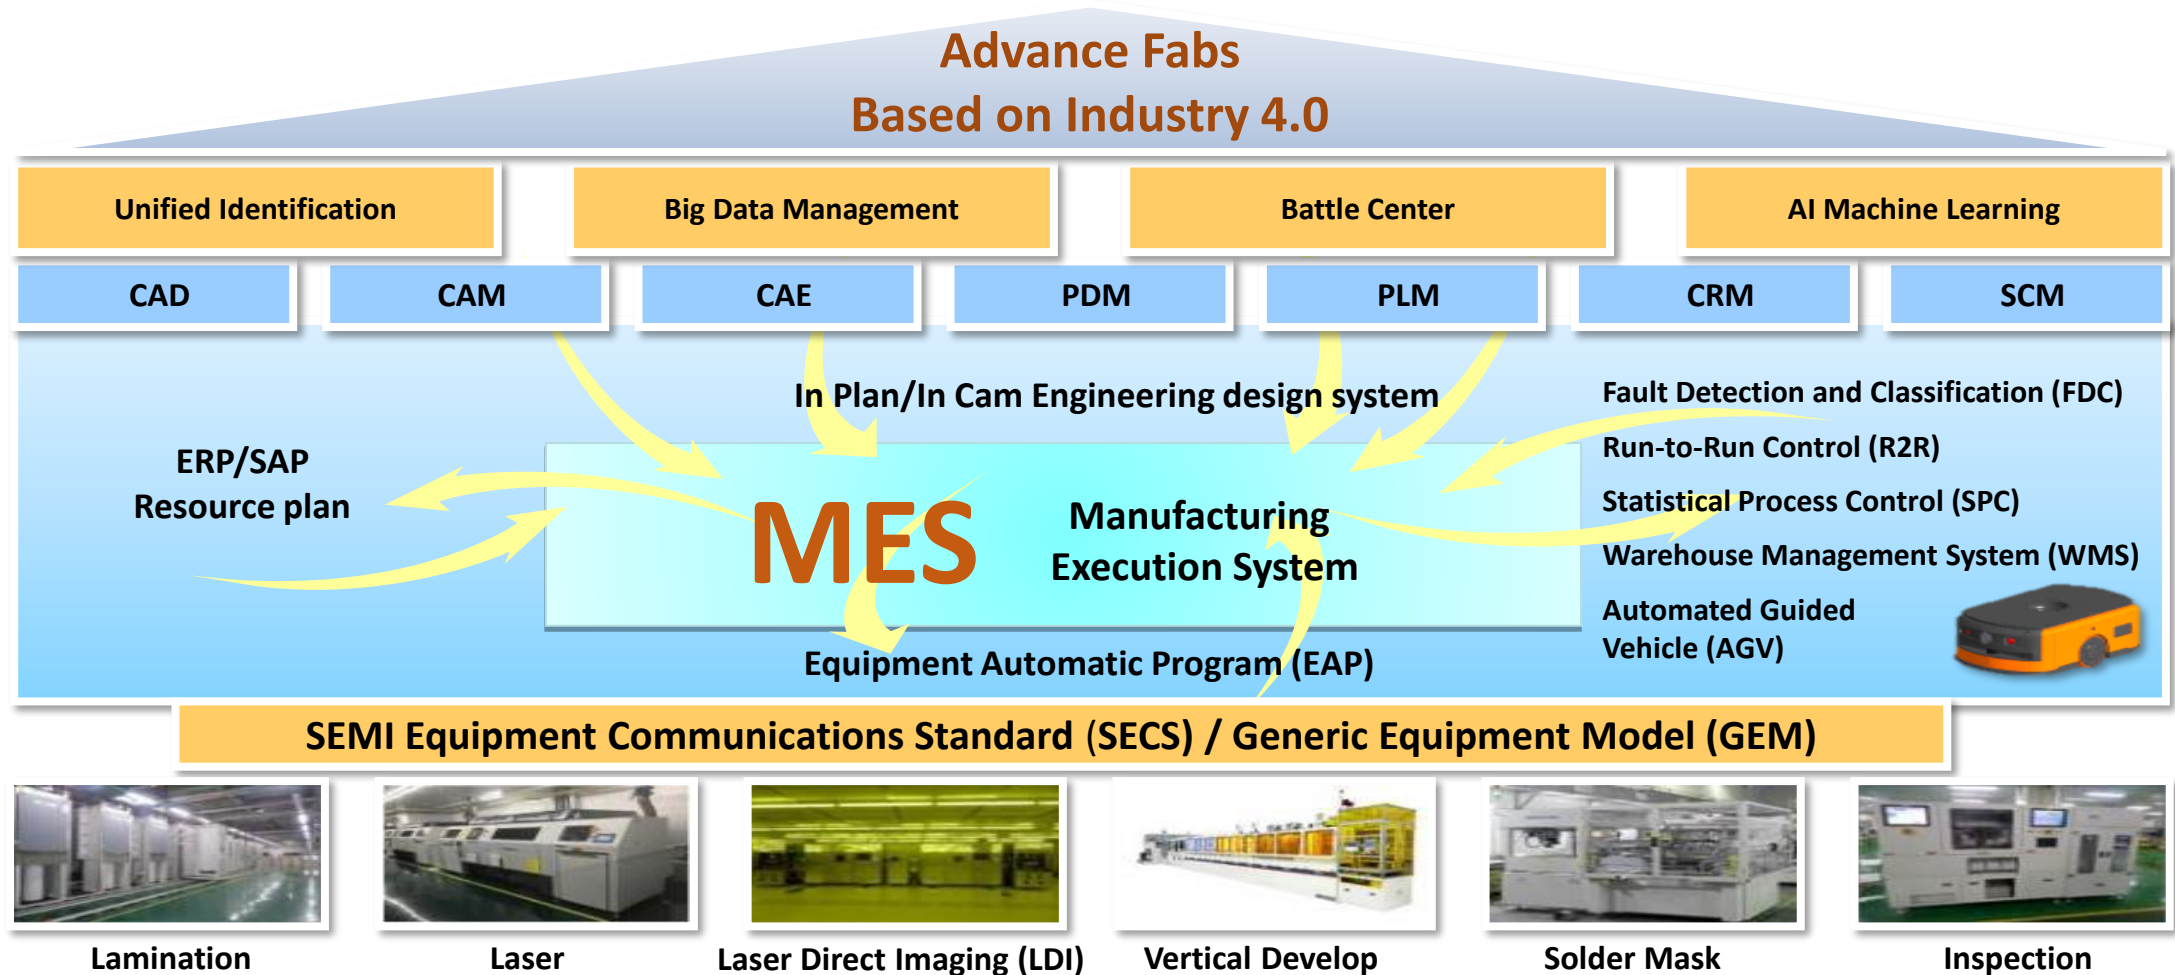 Advance Fabs
Based on Industry 4.0
Unified Identification
Big Data Management
Battle Center
AI Machine Learning
CAD
CAM
CAE
PDM
PLM
CRM
SCM
In Plan/In Cam Engineering design system
ERP/SAP
Resource plan
MES
Manufacturing
Execution System
Fault Detection and Classification (FDC)
Run-to-Run Control (R2R)
Statistical Process Control (SPC)
Warehouse Management System (WMS)
Automated Guided
Vehicle (AGV)
Equipment Automatic Program (EAP)
SEMI Equipment Communications Standard (SECS) / Generic Equipment Model (GEM)
Lamination
Laser
Laser Direct Imaging (LDI)
Vertical Develop
Solder Mask
Inspection